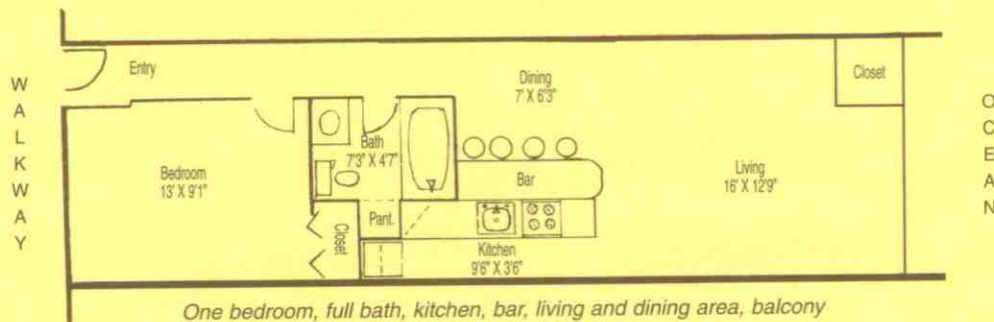 WALKWAY
Entry
Bedroom
13' X 9'1"
Closet
Bath
7'3" X 4'7"
Pant.
Dining
7' X 6'3"
Bar
Kitchen
9'6" X 3'6"
Living
16' X 12'9"
Closet
OCEAN
One bedroom, full bath, kitchen, bar, living and dining area, balcony